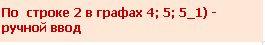 По  строке 2 в графах 4; 5; 5_1) -
ручной ввод